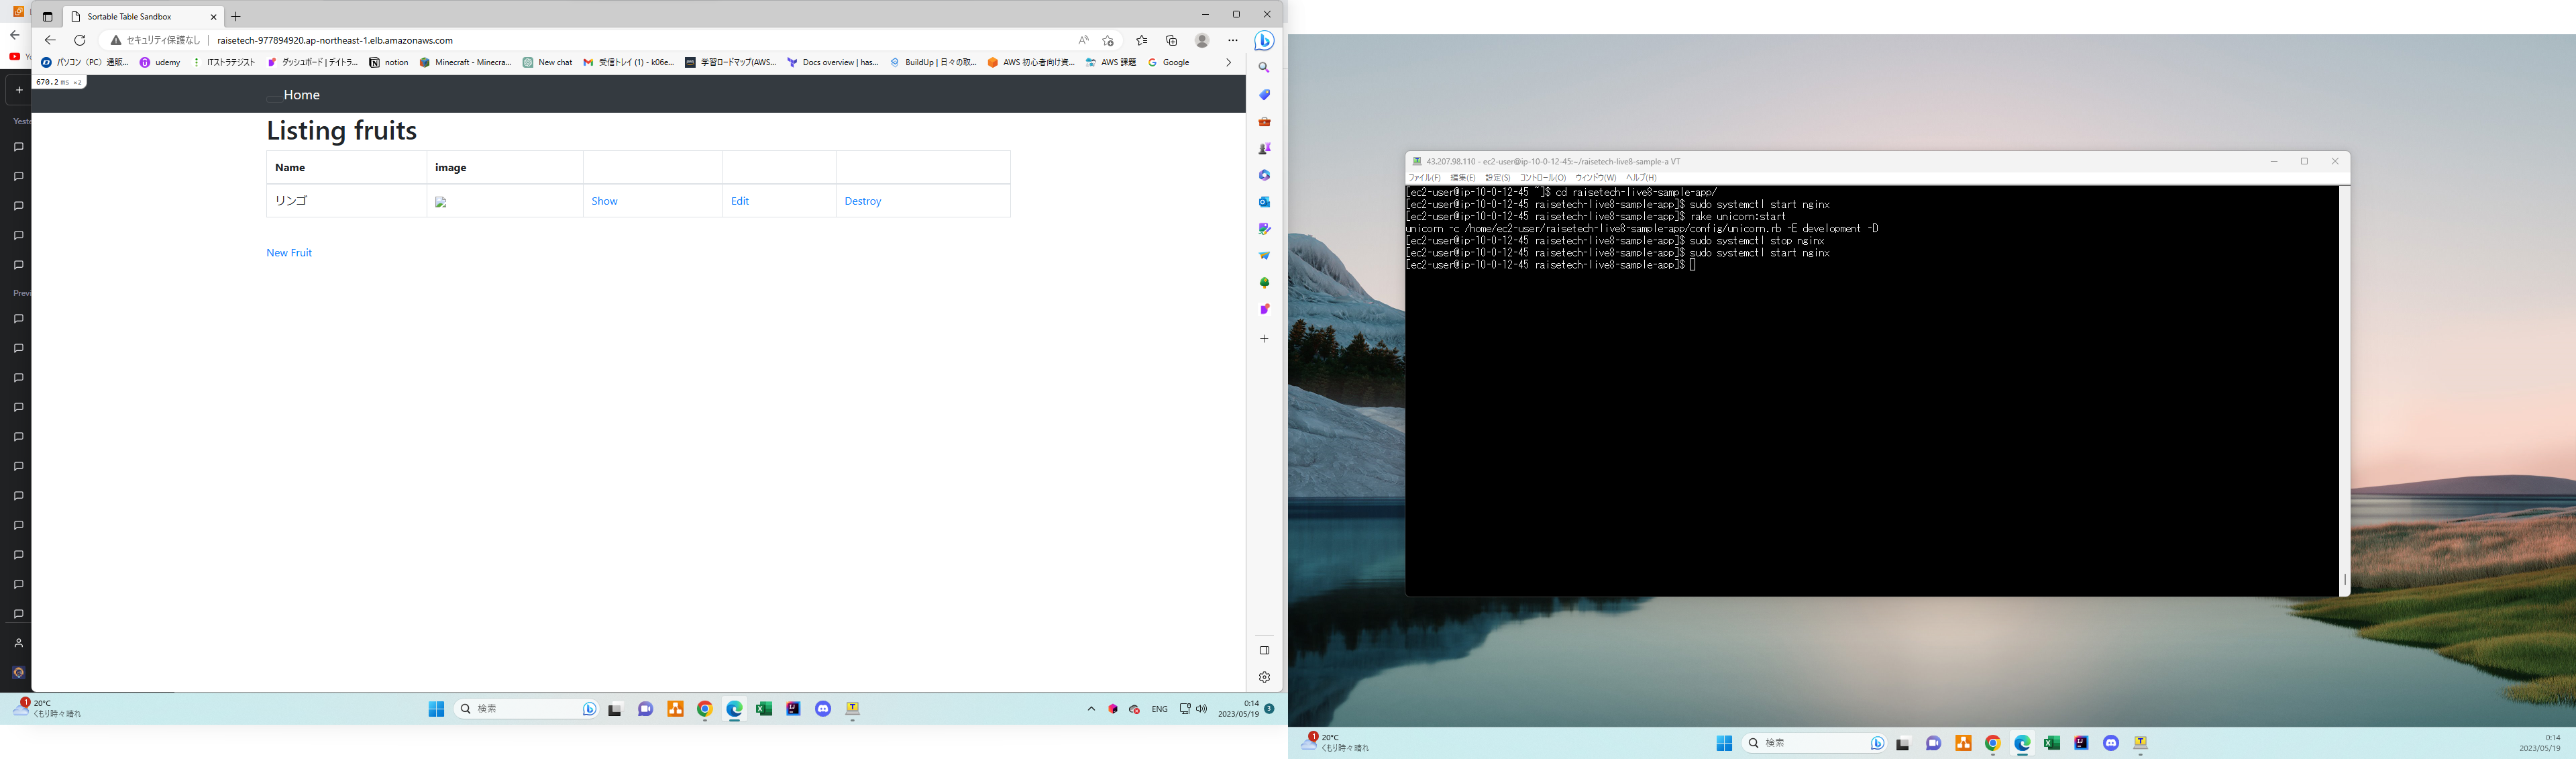 Sortable Table Sandbox
セキュリティ保護なし raisetech-977894920.ap-northeast-1.elb.amazonaws.com
パソコン（PC）通販... udemy ITストラテジスト ダッシュボード | デイトラ... notion Minecraft - Minecra... New chat 受信トレイ (1) - k06e... 学習ロードマップ(AWS... Docs overview | has... BuildUp | 日々の取... AWS 初心者向け資... AWS 課題 Google
670.2 ms ×2
Home
Listing fruits
Name image
リンゴ Show Edit Destroy
New Fruit
Yeste
Previ
20°C
くもり時々晴れ
検索
ENG
0:14
2023/05/19
3
43.207.98.110 - ec2-user@ip-10-0-12-45:~/raisetech-live8-sample-a VT
ファイル(F) 編集(E) 設定(S) コントロール(O) ウィンドウ(W) ヘルプ(H)
[ec2-user@ip-10-0-12-45 ~]$ cd raisetech-live8-sample-app/
[ec2-user@ip-10-0-12-45 raisetech-live8-sample-app]$ sudo systemctl start nginx
[ec2-user@ip-10-0-12-45 raisetech-live8-sample-app]$ rake unicorn:start
unicorn -c /home/ec2-user/raisetech-live8-sample-app/config/unicorn.rb -E development -D
[ec2-user@ip-10-0-12-45 raisetech-live8-sample-app]$ sudo systemctl stop nginx
[ec2-user@ip-10-0-12-45 raisetech-live8-sample-app]$ sudo systemctl start nginx
[ec2-user@ip-10-0-12-45 raisetech-live8-sample-app]$
1
20°C
くもり時々晴れ
検索
0:14
2023/05/19